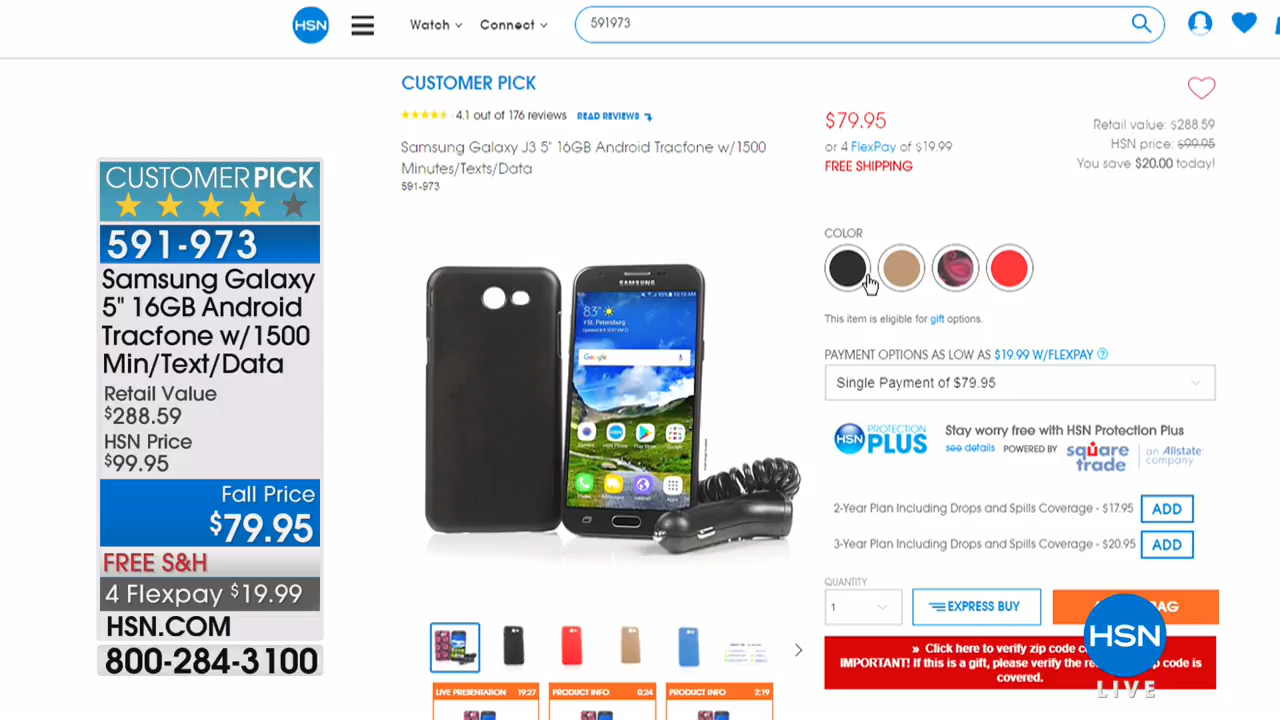 HSN
Watch
Connect
591973
CUSTOMER PICK
591-973
Samsung Galaxy
5" 16GB Android
Tracfone w/1500
Min/Text/Data
Retail Value
$288.59
HSN Price
$99.95
Fall Price
$79.95
FREE S&H
4 Flexpay $19.99
HSN.COM
800-284-3100
CUSTOMER PICK
4.1 out of 176 reviews READ REVIEWS
Samsung Galaxy J3 5" 16GB Android Tracfone w/1500
Minutes/Texts/Data
591-973
SAMSUNG
83°
St. Petersburg
Google
LIVE PRESENTATION 19:27
PRODUCT INFO 0:24
PRODUCT INFO 2:19
$79.95
or 4 FlexPay of $19.99
FREE SHIPPING
Retail value: $288.59
HSN price: $99.95
You save $20.00 today!
COLOR
This item is eligible for gift options.
PAYMENT OPTIONS AS LOW AS $19.99 W/FLEXPAY ?
Single Payment of $79.95
HSN PROTECTION PLUS
Stay worry free with HSN Protection Plus
see details POWERED BY square trade an Allstate company
2-Year Plan Including Drops and Spills Coverage - $17.95 ADD
3-Year Plan Including Drops and Spills Coverage - $20.95 ADD
QUANTITY
1
EXPRESS BUY
AG
» Click here to verify zip code c
IMPORTANT! If this is a gift, please verify the re p code is
covered.
HSN
LIVE